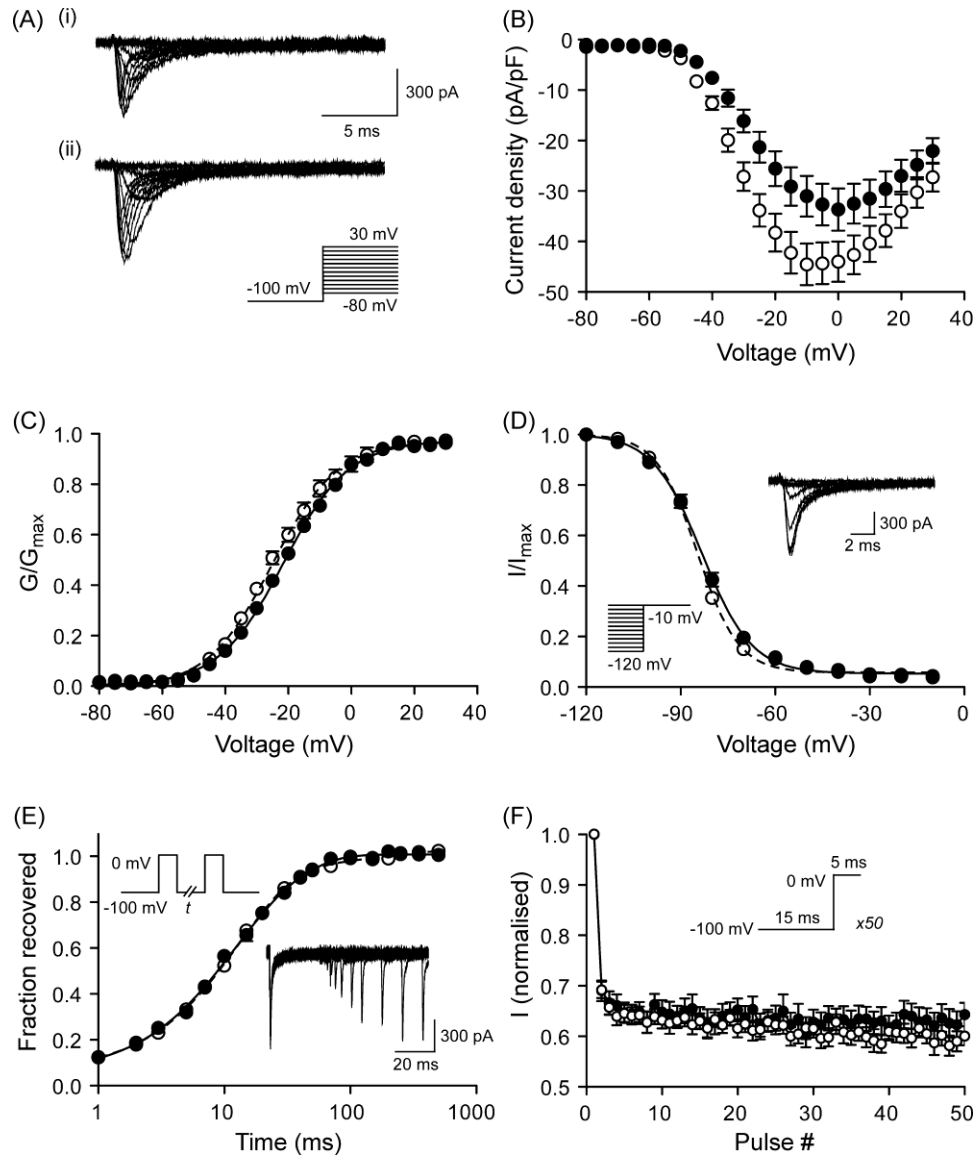 (A)
(i)
300 pA
5 ms
(ii)
30 mV
-100 mV
-80 mV
(B)
Current density (pA/pF)
0
-10
-20
-30
-40
-50
-80 -60 -40 -20 0 20 40
Voltage (mV)
(C)
G/Gmax
1.0
0.8
0.6
0.4
0.2
0.0
-80 -60 -40 -20 0 20 40
Voltage (mV)
(D)
I/Imax
1.0
0.8
0.6
0.4
0.2
0.0
300 pA
2 ms
-10 mV
-120 mV
-120 -90 -60 -30 0
Voltage (mV)
(E)
Fraction recovered
1.0
0.8
0.6
0.4
0.2
0.0
0 mV
-100 mV
t
300 pA
20 ms
1 10 100 1000
Time (ms)
(F)
I (normalised)
1.0
0.9
0.8
0.7
0.6
0.5
5 ms
0 mV
15 ms
-100 mV
x50
0 10 20 30 40 50
Pulse #